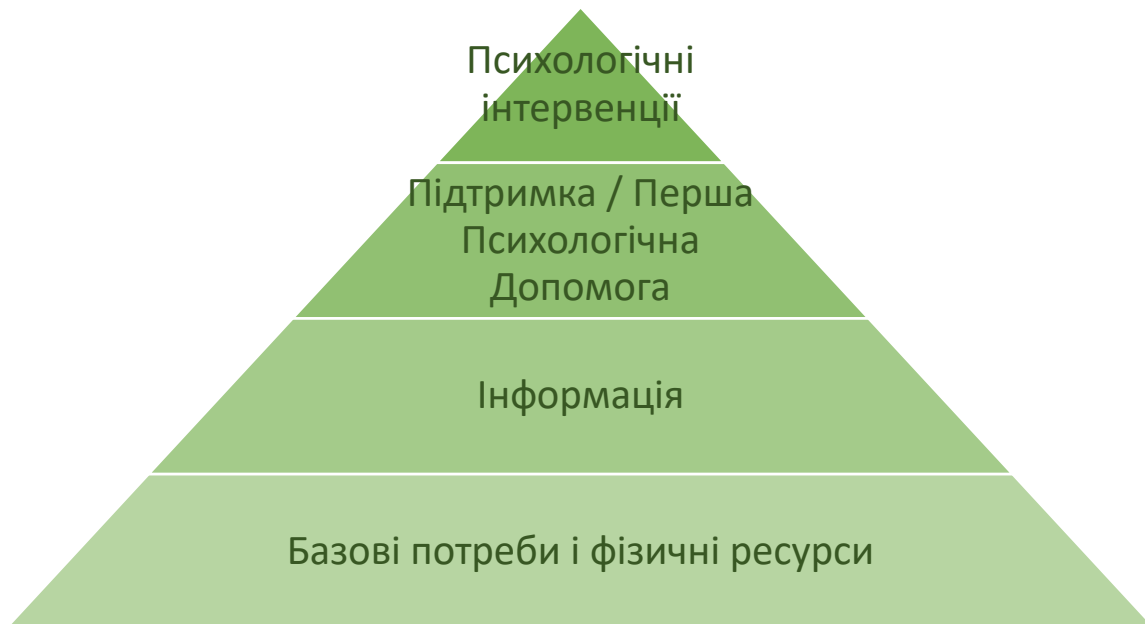 Психологічні
інтервенції
Підтримка / Перша
Психологічна
Допомога
Інформація
Базові потреби і фізичні ресурси